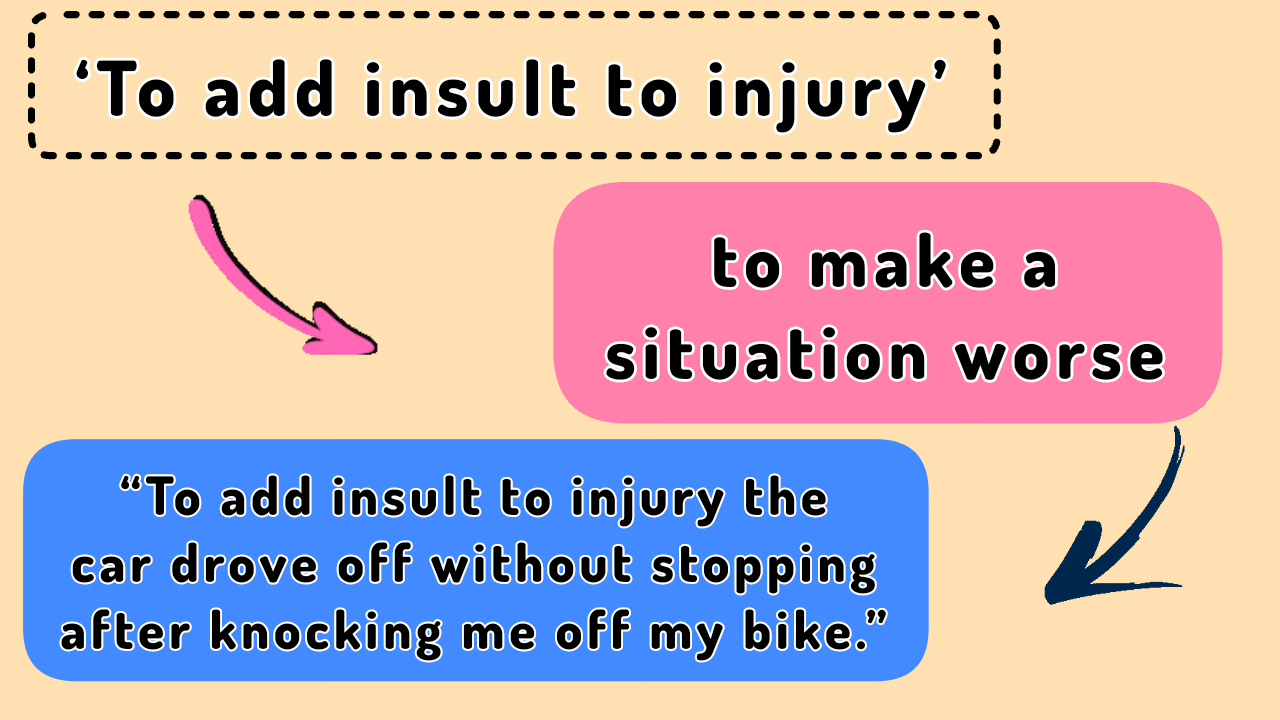 ‘To add insult to injury’
to make a
situation worse
“To add insult to injury the
car drove off without stopping
after knocking me off my bike.”